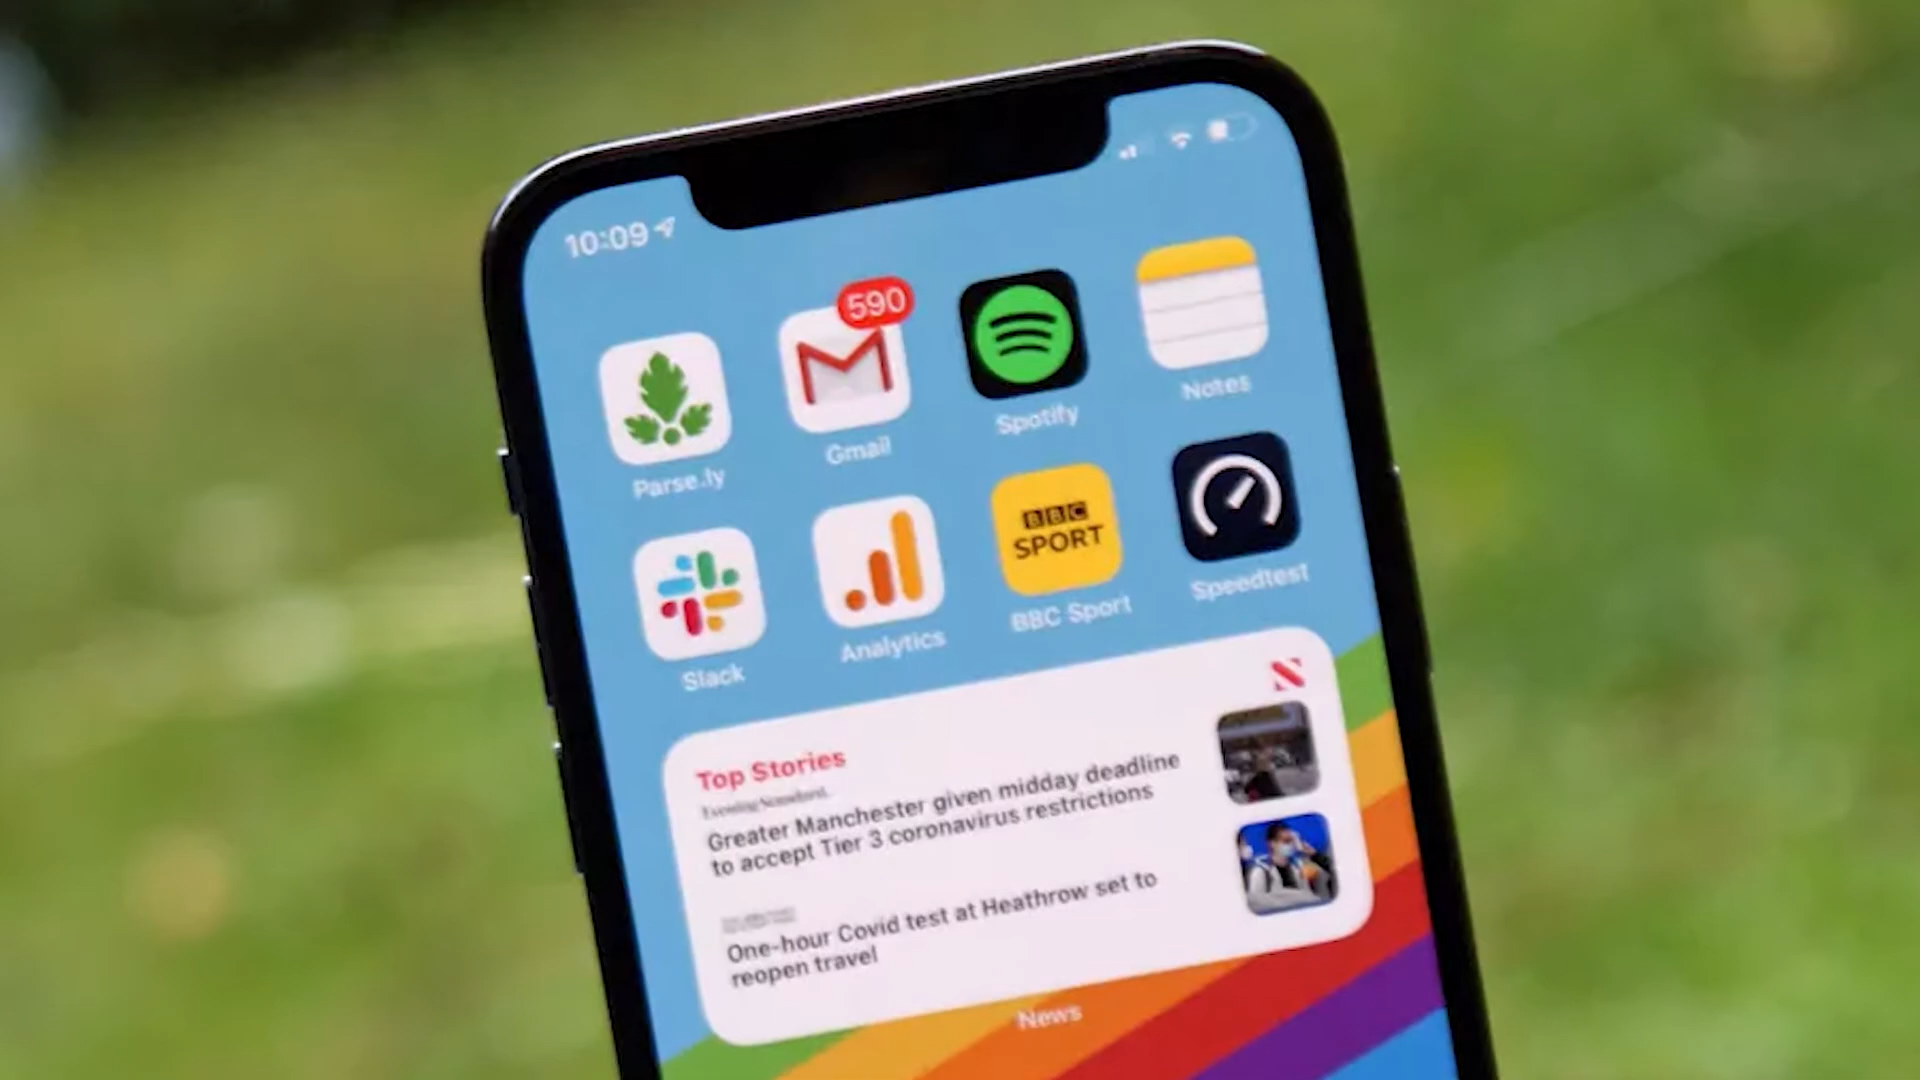 10:09
590
Parse.ly
Gmail
Spotify
Notes
BBC
SPORT
Slack
Analytics
BBC Sport
Speedtest
Top Stories
Evening Standard.
Greater Manchester given midday deadline
to accept Tier 3 coronavirus restrictions
One-hour Covid test at Heathrow set to
reopen travel
News